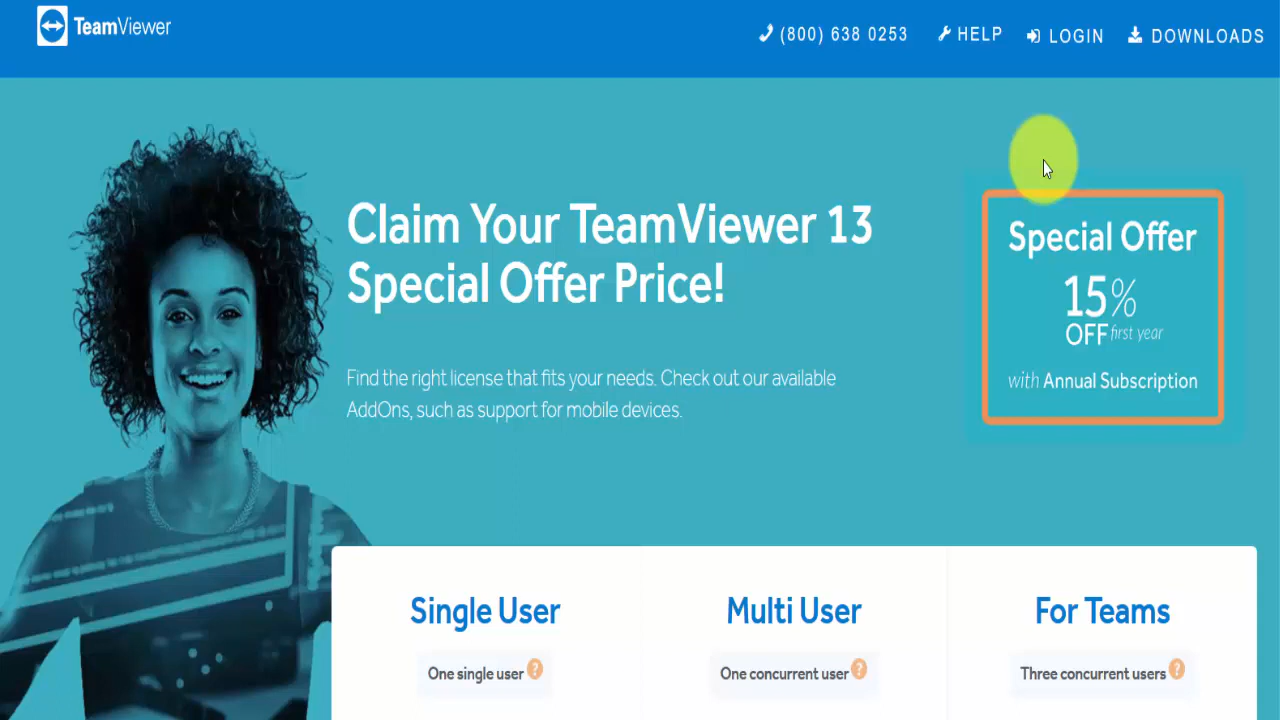 TeamViewer
(800) 638 0253 HELP LOGIN DOWNLOADS
Claim Your TeamViewer 13
Special Offer Price!
Find the right license that fits your needs. Check out our available
AddOns, such as support for mobile devices.
Special Offer
15%
OFF first year
with Annual Subscription
Single User
One single user ?
Multi User
One concurrent user ?
For Teams
Three concurrent users ?